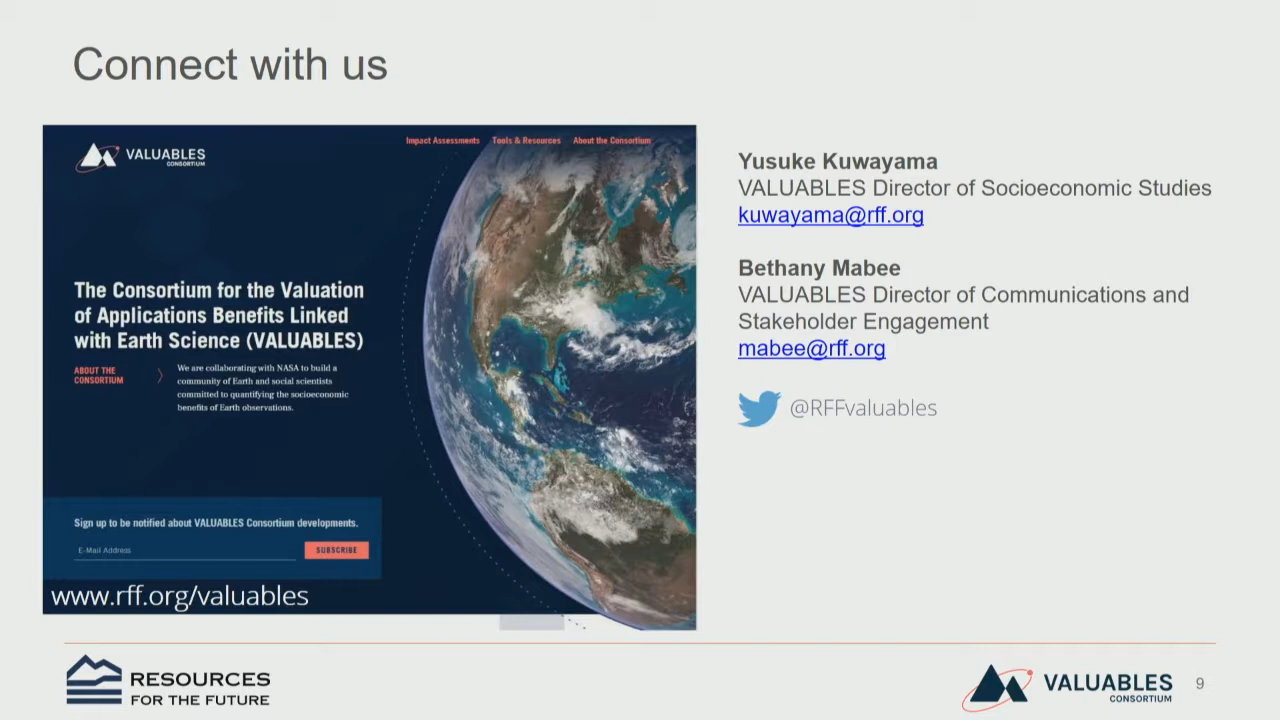 Connect with us
VALUABLES
CONSORTIUM
Impact Assessments Tools & Resources About the Consortium
The Consortium for the Valuation
of Applications Benefits Linked
with Earth Science (VALUABLES)
ABOUT THE
CONSORTIUM
We are collaborating with NASA to build a
community of Earth and social scientists
committed to quantifying the socioeconomic
benefits of Earth observations.
Sign up to be notified about VALUABLES Consortium developments.
E-Mail Address
SUBSCRIBE
www.rff.org/valuables
Yusuke Kuwayama
VALUABLES Director of Socioeconomic Studies
kuwayama@rff.org
Bethany Mabee
VALUABLES Director of Communications and
Stakeholder Engagement
mabee@rff.org
@RFFvaluables
RESOURCES
FOR THE FUTURE
VALUABLES
CONSORTIUM
9